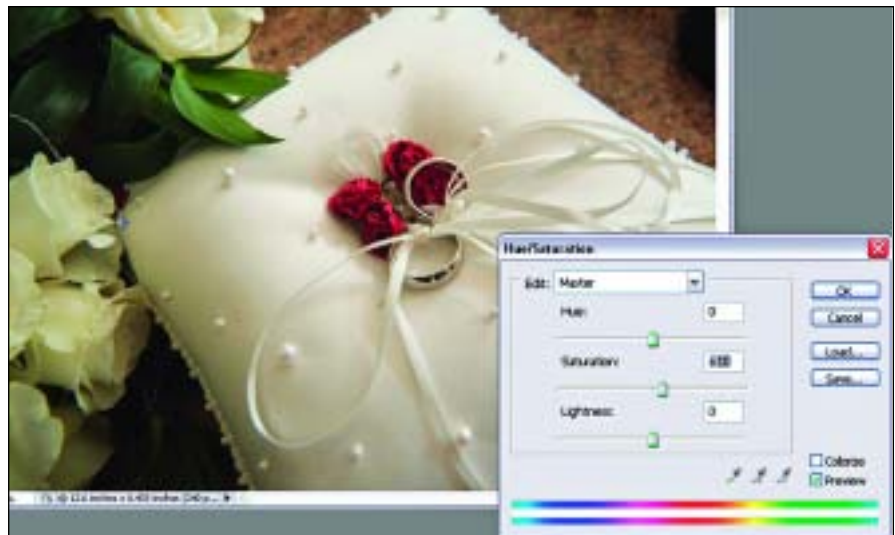 Hue/Saturation
Edit: Master
OK
Hue: 0
Cancel
Load...
Saturation:
Save...
Lightness: 0
Colorize
Preview